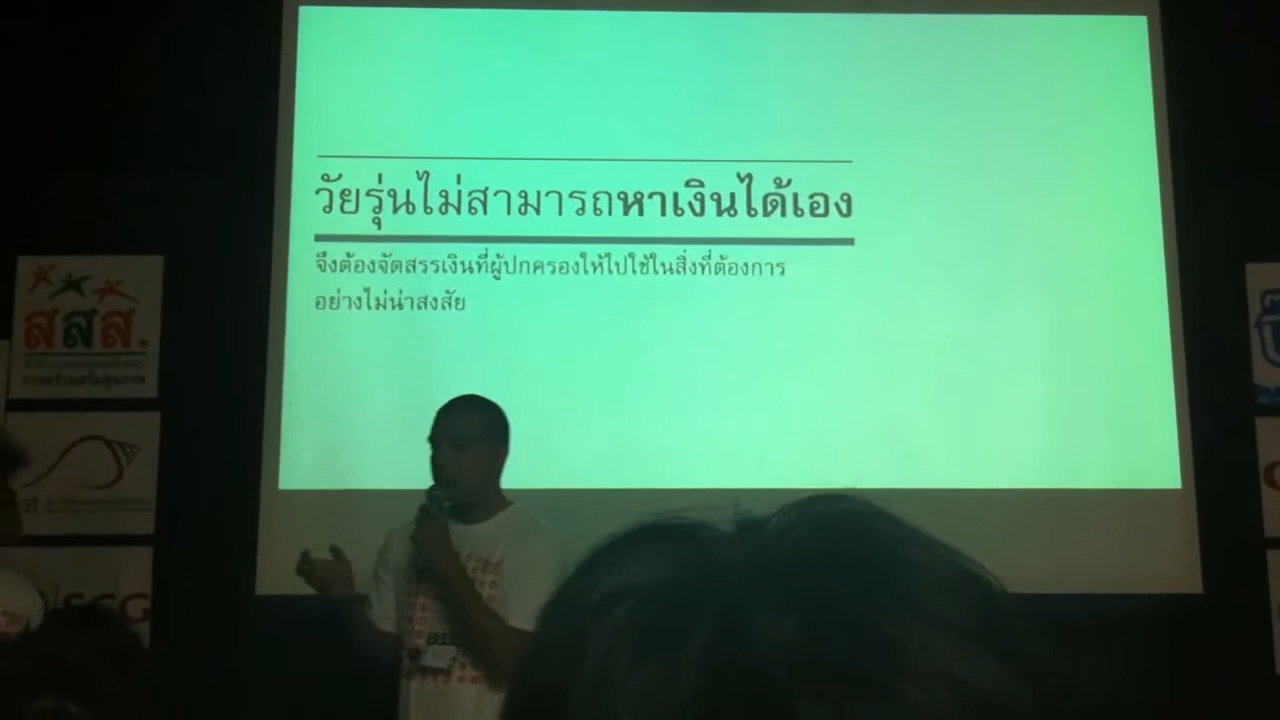 วัยรุ่นไม่สามารถหาเงินได้เอง
จึงต้องจัดสรรเงินที่ผู้ปกครองให้ไปใช้ในสิ่งที่ต้องการ
อย่างไม่น่าสงสัย
สสส.
SCG